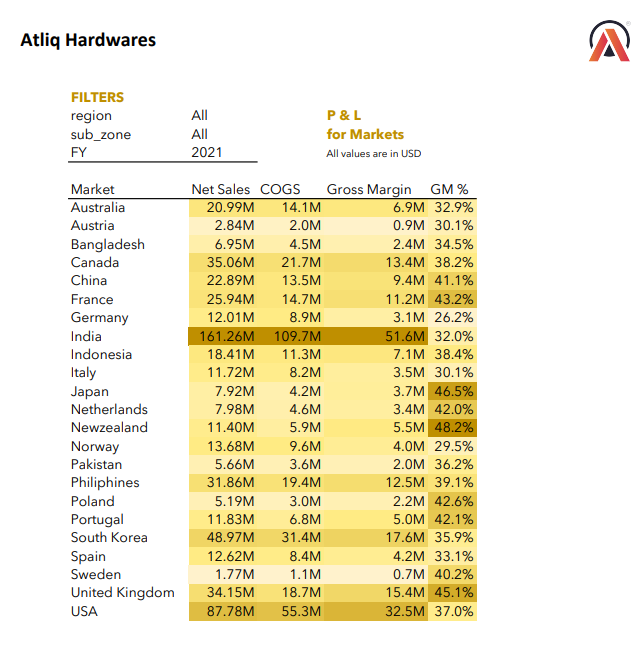 Atliq Hardwares
FILTERS
region All P & L
sub_zone All for Markets
FY 2021 All values are in USD
Market Net Sales COGS Gross Margin GM %
Australia 20.99M 14.1M 6.9M 32.9%
Austria 2.84M 2.0M 0.9M 30.1%
Bangladesh 6.95M 4.5M 2.4M 34.5%
Canada 35.06M 21.7M 13.4M 38.2%
China 22.89M 13.5M 9.4M 41.1%
France 25.94M 14.7M 11.2M 43.2%
Germany 12.01M 8.9M 3.1M 26.2%
India 161.26M 109.7M 51.6M 32.0%
Indonesia 18.41M 11.3M 7.1M 38.4%
Italy 11.72M 8.2M 3.5M 30.1%
Japan 7.92M 4.2M 3.7M 46.5%
Netherlands 7.98M 4.6M 3.4M 42.0%
Newzealand 11.40M 5.9M 5.5M 48.2%
Norway 13.68M 9.6M 4.0M 29.5%
Pakistan 5.66M 3.6M 2.0M 36.2%
Philiphines 31.86M 19.4M 12.5M 39.1%
Poland 5.19M 3.0M 2.2M 42.6%
Portugal 11.83M 6.8M 5.0M 42.1%
South Korea 48.97M 31.4M 17.6M 35.9%
Spain 12.62M 8.4M 4.2M 33.1%
Sweden 1.77M 1.1M 0.7M 40.2%
United Kingdom 34.15M 18.7M 15.4M 45.1%
USA 87.78M 55.3M 32.5M 37.0%